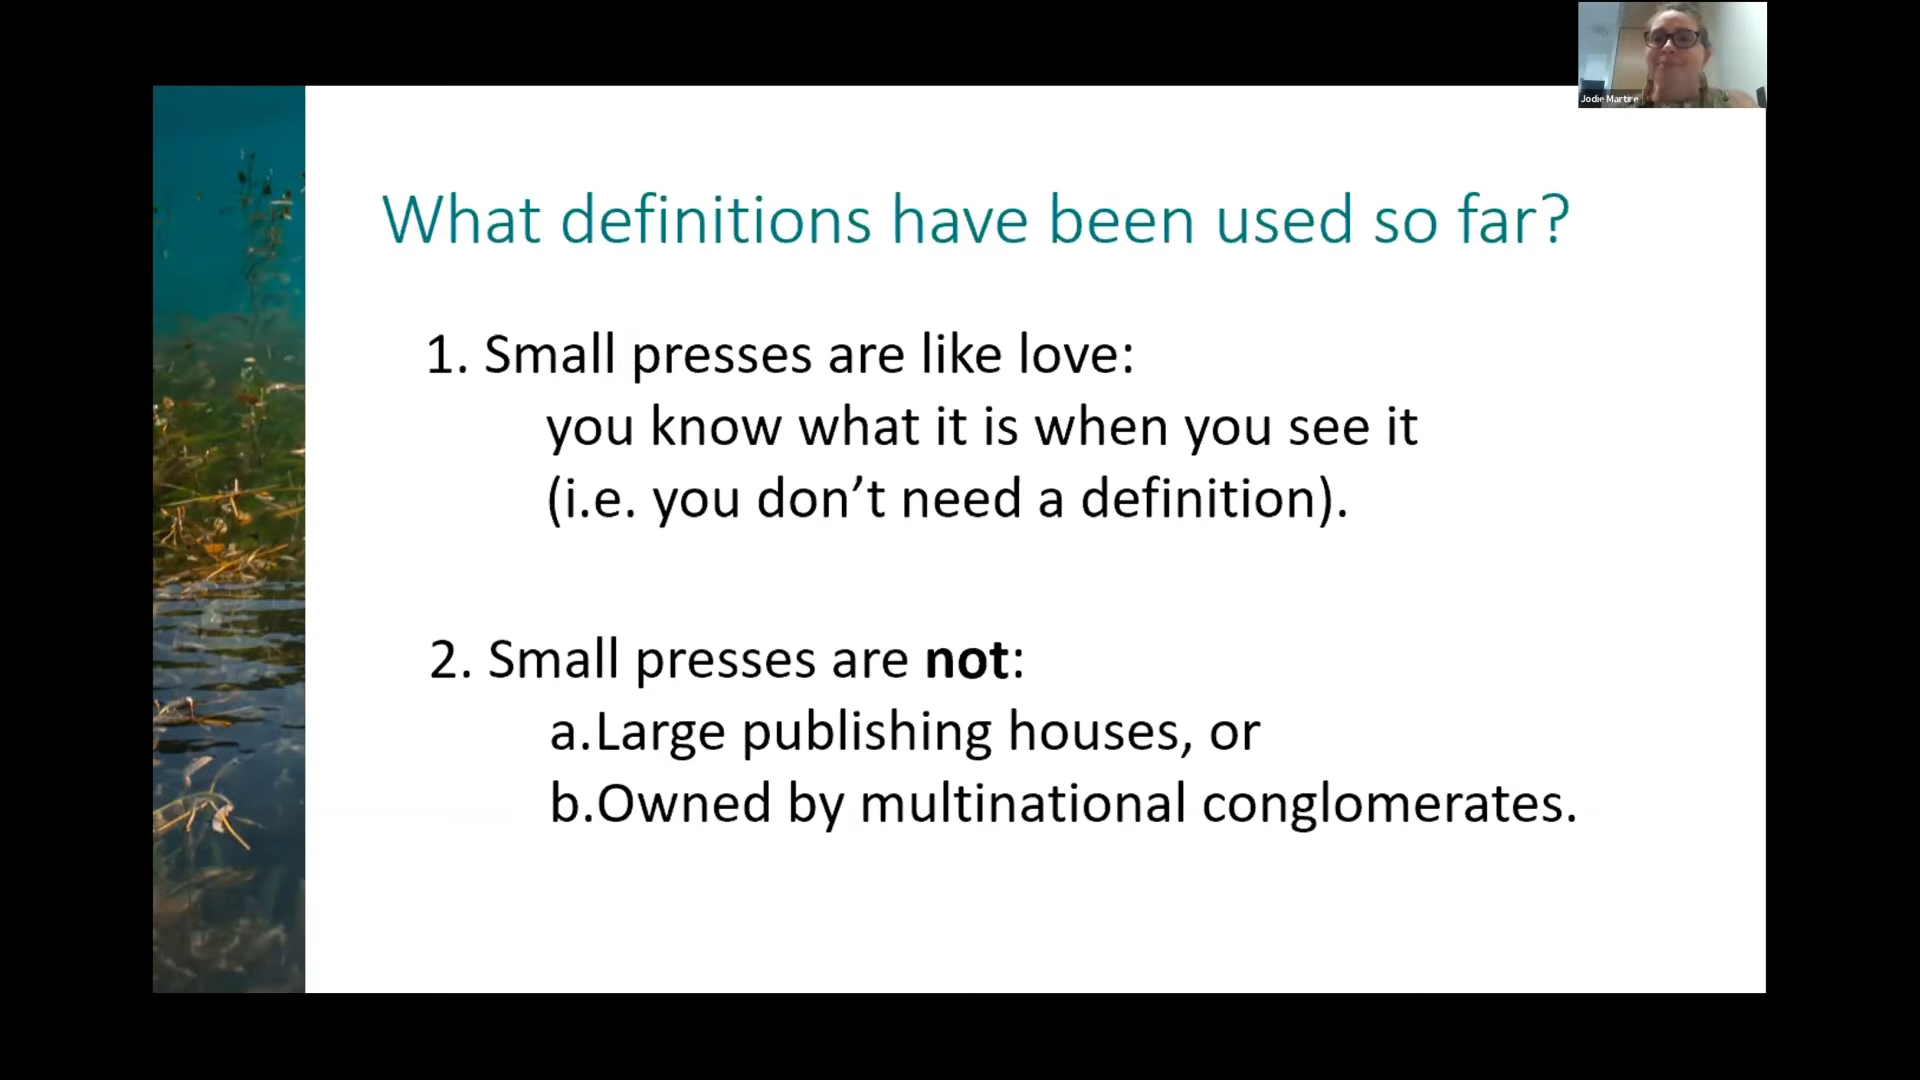 Jodie Martire
What definitions have been used so far?
1. Small presses are like love:
you know what it is when you see it
(i.e. you don’t need a definition).
2. Small presses are not:
a.Large publishing houses, or
b.Owned by multinational conglomerates.